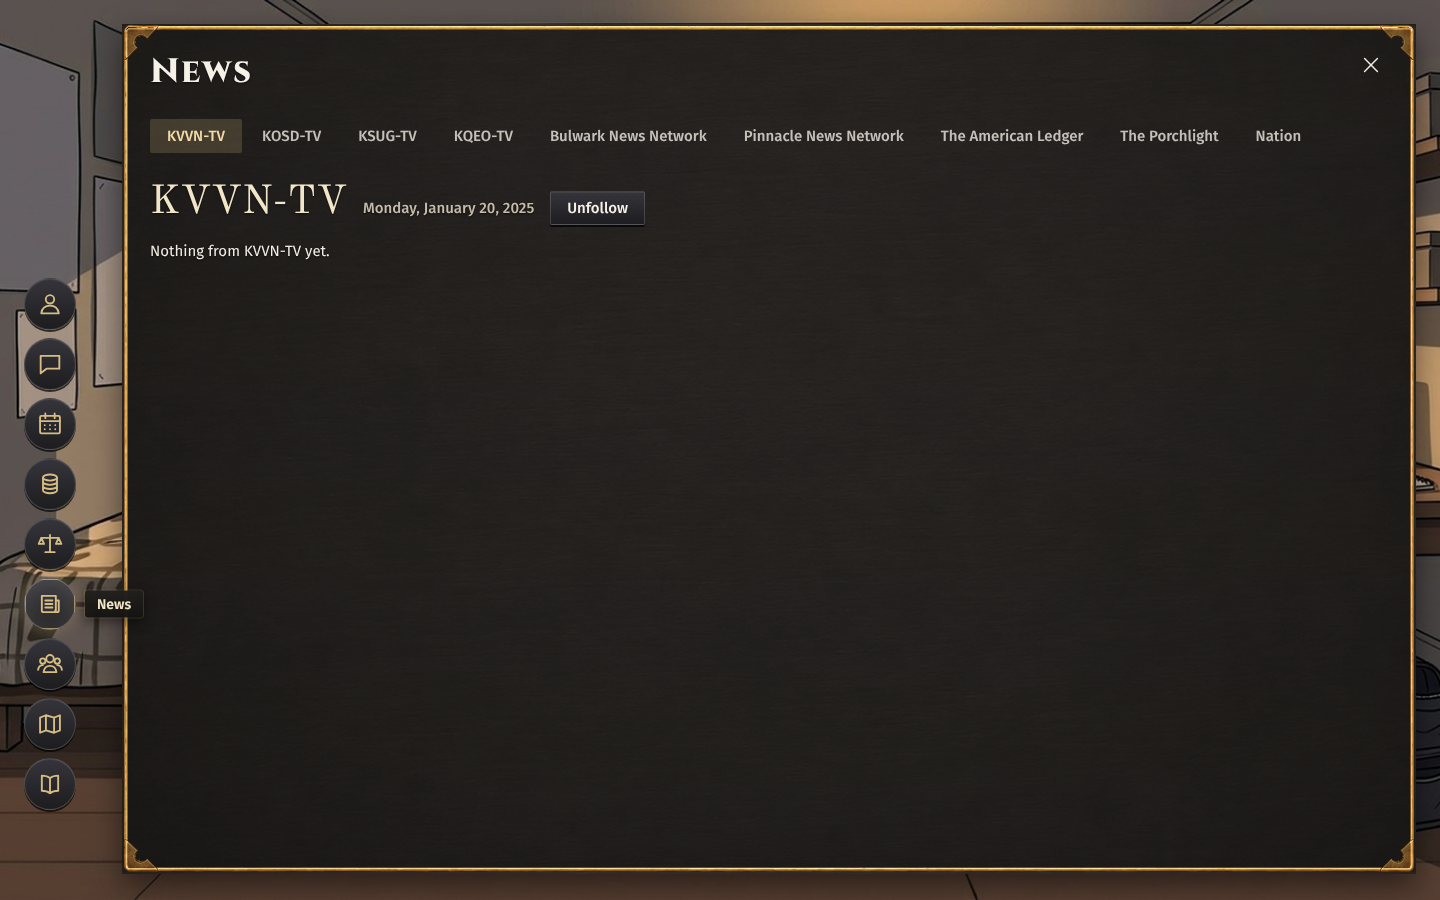 News
KVVN-TV KOSD-TV KSUG-TV KQEO-TV Bulwark News Network Pinnacle News Network The American Ledger The Porchlight Nation
KVVN-TV Monday, January 20, 2025 Unfollow
Nothing from KVVN-TV yet.
News